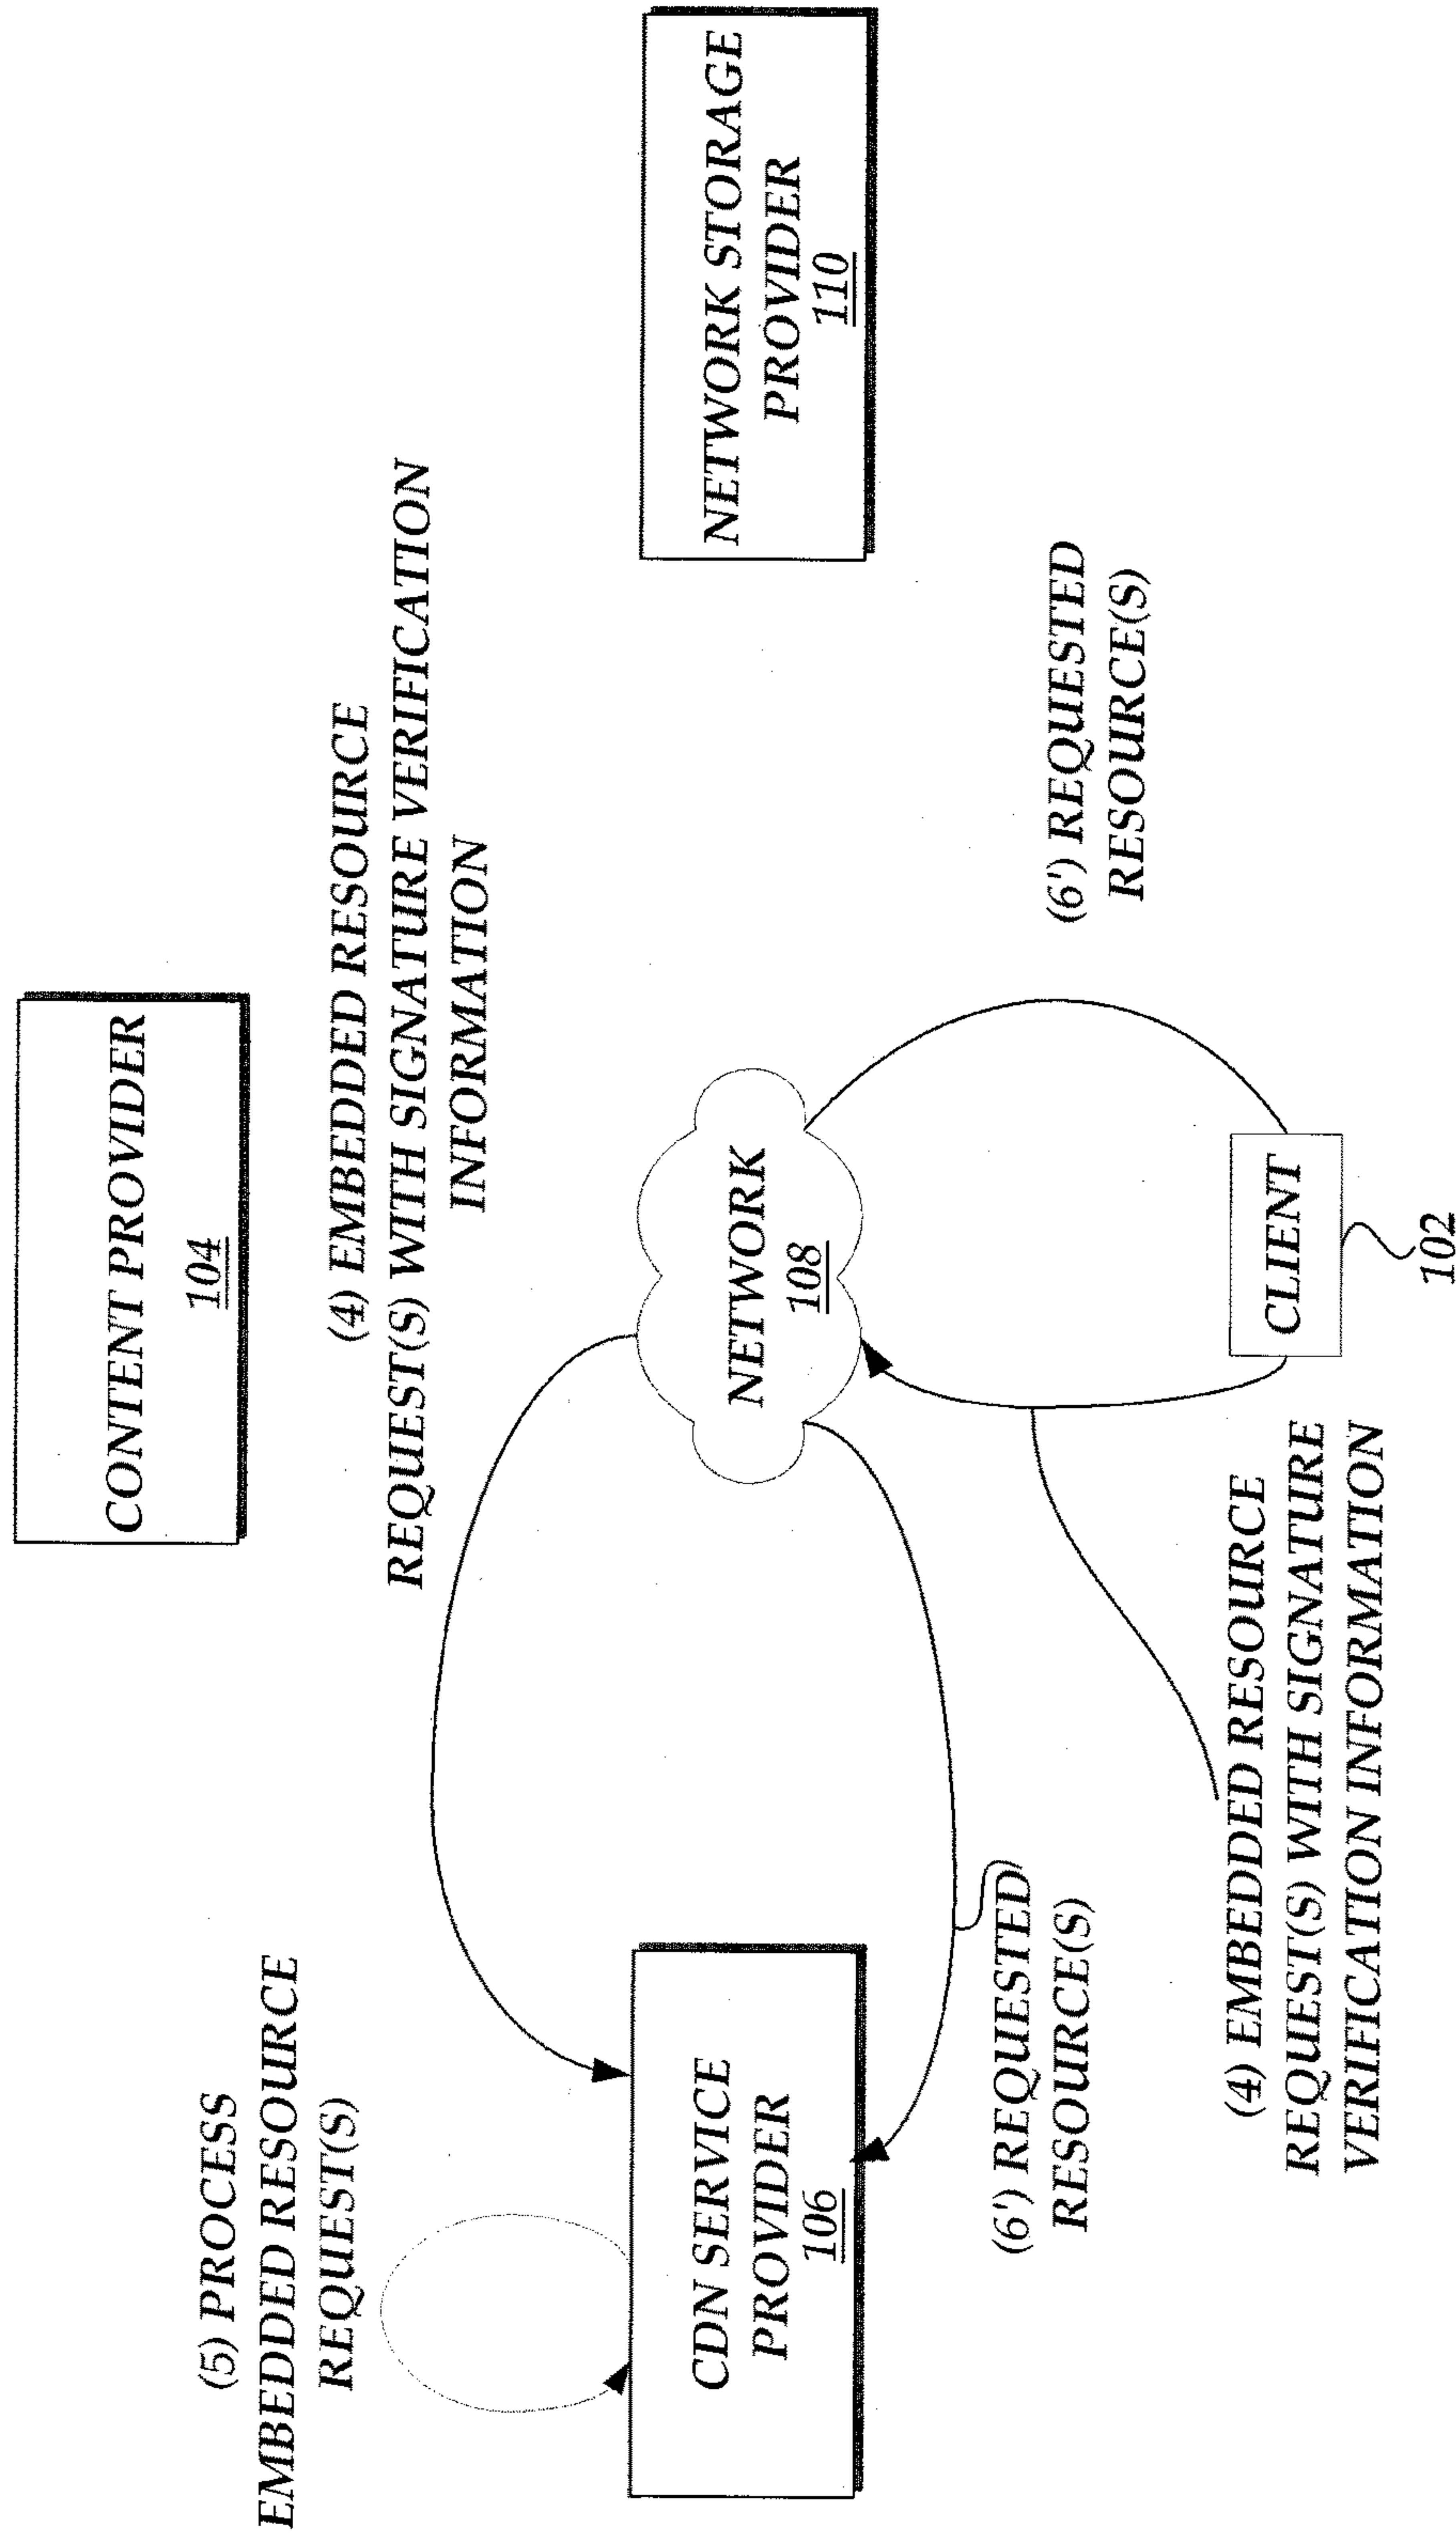 CONTENT PROVIDER
104
(4) EMBEDDED RESOURCE
REQUEST(S) WITH SIGNATURE VERIFICATION
INFORMATION
(5) PROCESS
EMBEDDED RESOURCE
REQUEST(S)
CDN SERVICE
PROVIDER
106
NETWORK
108
NETWORK STORAGE
PROVIDER
110
(6') REQUESTED
RESOURCE(S)
(6') REQUESTED
RESOURCE(S)
(4) EMBEDDED RESOURCE
REQUEST(S) WITH SIGNATURE
VERIFICATION INFORMATION
CLIENT
102